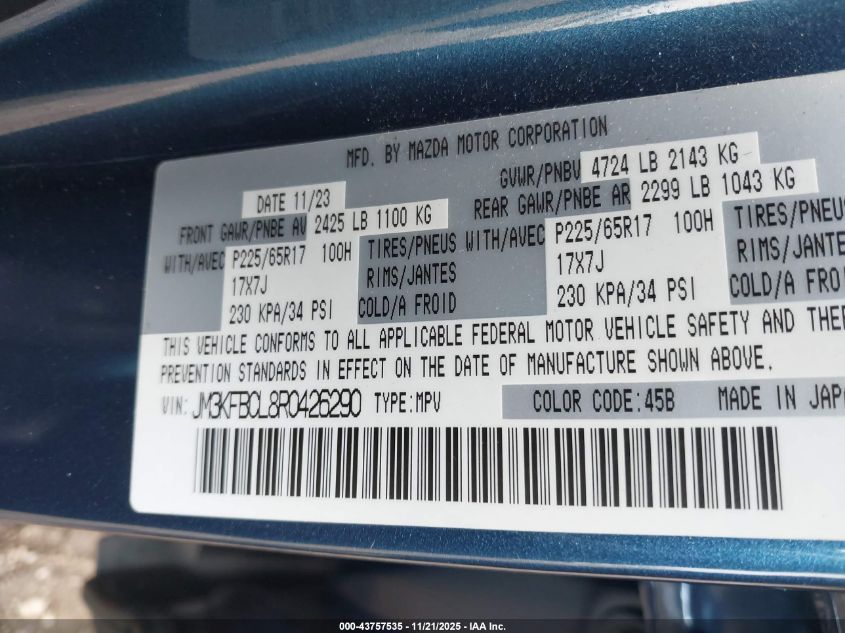 MFD. BY MAZDA MOTOR CORPORATION
DATE 11/23 GVWR/PNBV 4724 LB 2143 KG
FRONT GAWR/PNBE AV 2425 LB 1100 KG REAR GAWR/PNBE AR 2299 LB 1043 KG
WITH/AVEC P225/65R17 100H TIRES/PNEUS WITH/AVEC P225/65R17 100H TIRES/PNEUS
17X7J RIMS/JANTES 17X7J RIMS/JANTES
230 KPA/34 PSI COLD/A FROID 230 KPA/34 PSI COLD/A FROID
THIS VEHICLE CONFORMS TO ALL APPLICABLE FEDERAL MOTOR VEHICLE SAFETY AND THEF
PREVENTION STANDARDS IN EFFECT ON THE DATE OF MANUFACTURE SHOWN ABOVE.
VIN: JM3KFBCL8R0426290 TYPE:MPV COLOR CODE:45B MADE IN JAPA
000-43757535 - 11/21/2025 - IAA Inc.